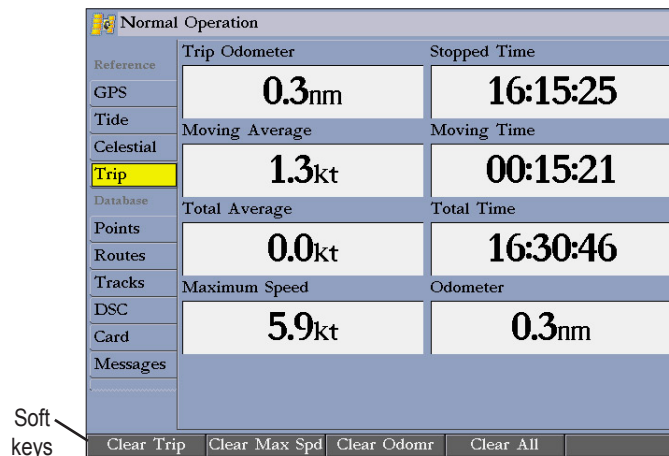 Normal Operation
Reference
GPS
Tide
Celestial
Trip
Database
Points
Routes
Tracks
DSC
Card
Messages
Trip Odometer
0.3nm
Stopped Time
16:15:25
Moving Average
1.3kt
Moving Time
00:15:21
Total Average
0.0kt
Total Time
16:30:46
Maximum Speed
5.9kt
Odometer
0.3nm
Soft
keys
Clear Trip Clear Max Spd Clear Odomr Clear All